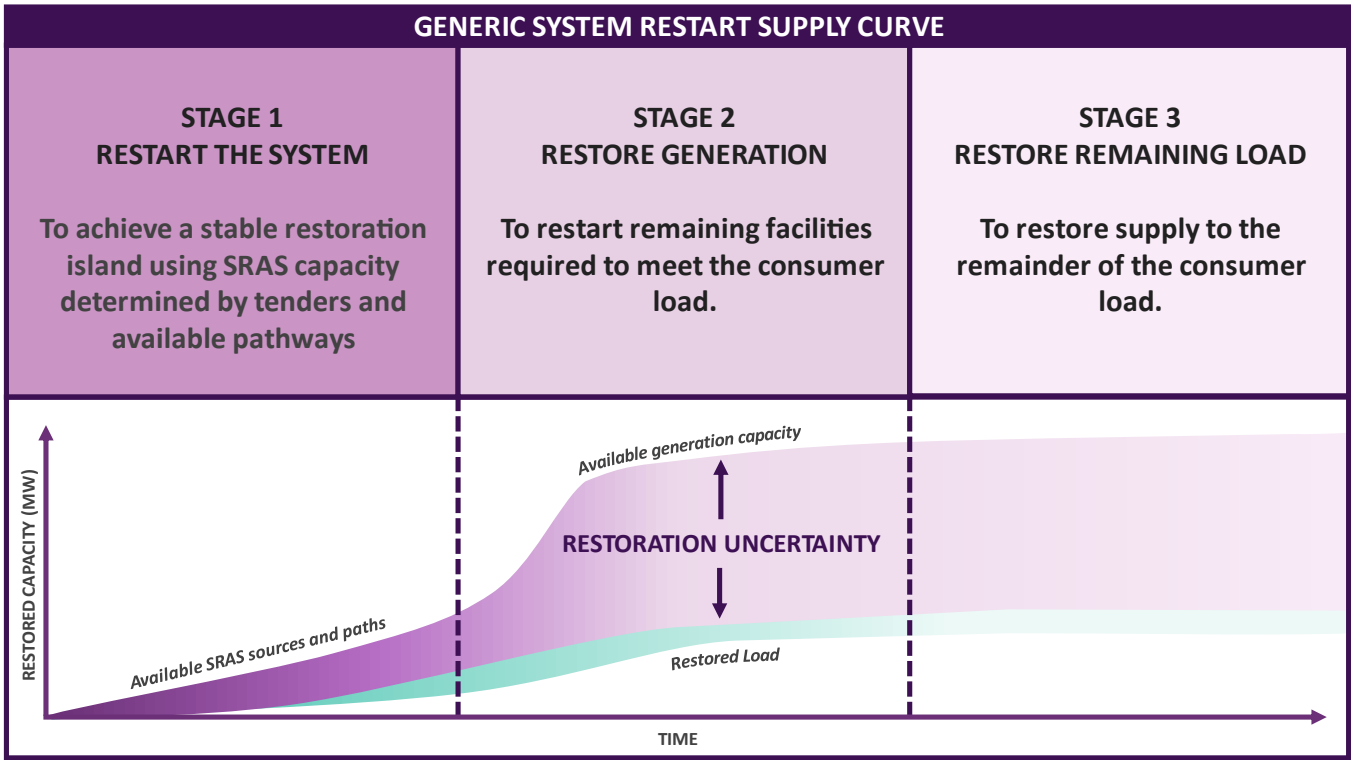 GENERIC SYSTEM RESTART SUPPLY CURVE
STAGE 1
RESTART THE SYSTEM
To achieve a stable restoration
island using SRAS capacity
determined by tenders and
available pathways
STAGE 2
RESTORE GENERATION
To restart remaining facilities
required to meet the consumer
load.
STAGE 3
RESTORE REMAINING LOAD
To restore supply to the
remainder of the consumer
load.
RESTORED CAPACITY (MW)
Available SRAS sources and paths
Available generation capacity
RESTORATION UNCERTAINTY
Restored Load
TIME